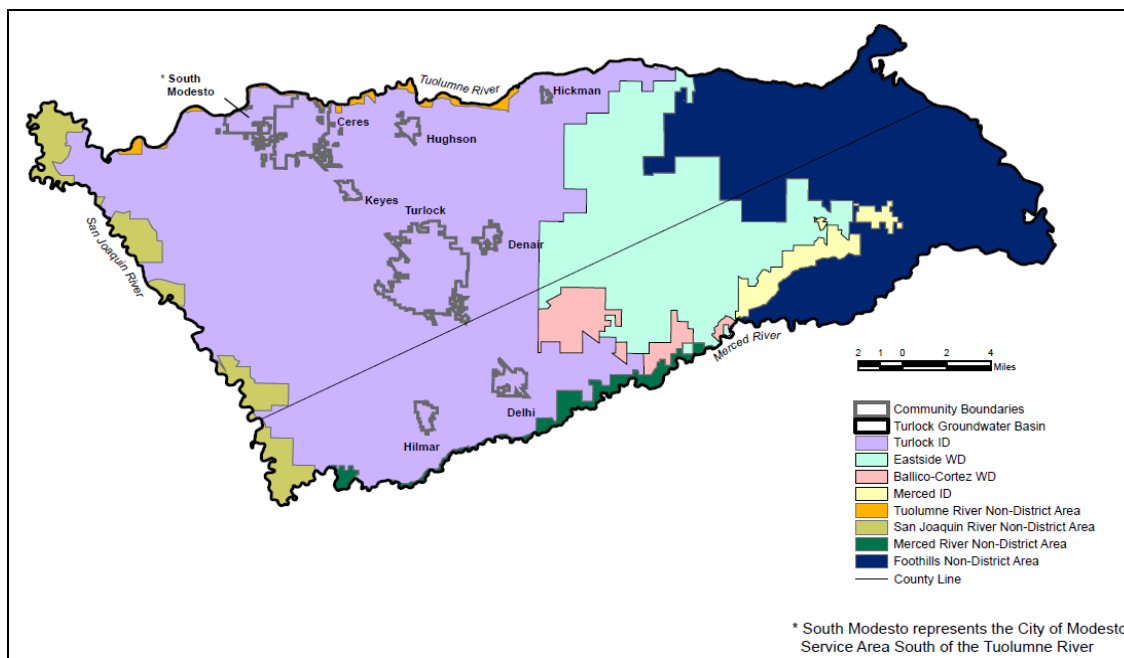 * South
Modesto
Tuolumne River
Hickman
Ceres
Hughson
Keyes
Turlock
Denair
San Joaquin River
Merced River
Delhi
Hilmar
2 1 0 2 4
Miles
Community Boundaries
Turlock Groundwater Basin
Turlock ID
Eastside WD
Ballico-Cortez WD
Merced ID
Tuolumne River Non-District Area
San Joaquin River Non-District Area
Merced River Non-District Area
Foothills Non-District Area
County Line
* South Modesto represents the City of Modesto
Service Area South of the Tuolumne River